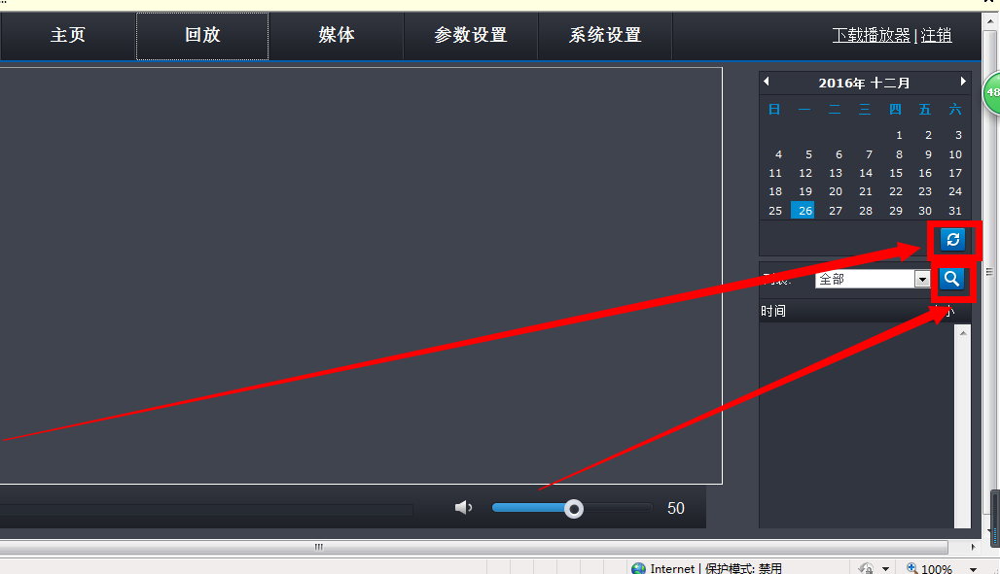 主页 回放 媒体 参数设置 系统设置 下载播放器 | 注销
2016年 十二月
48
日 一 二 三 四 五 六
1 2 3
4 5 6 7 8 9 10
11 12 13 14 15 16 17
18 19 20 21 22 23 24
25 26 27 28 29 30 31
全部
时间 小
50
Internet | 保护模式: 禁用 100%